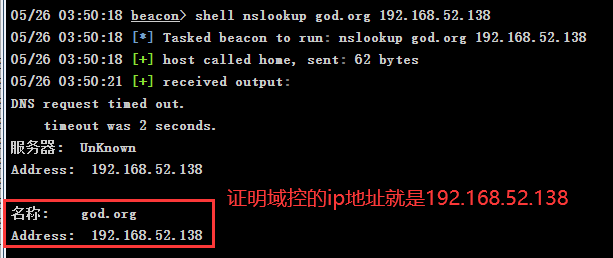 05/26 03:50:18 beacon> shell nslookup god.org 192.168.52.138
05/26 03:50:18 [*] Tasked beacon to run: nslookup god.org 192.168.52.138
05/26 03:50:18 [+] host called home, sent: 62 bytes
05/26 03:50:21 [+] received output:
DNS request timed out.
    timeout was 2 seconds.
服务器:  UnKnown
Address:  192.168.52.138
名称:    god.org
Address:  192.168.52.138
证明域控的ip地址就是192.168.52.138